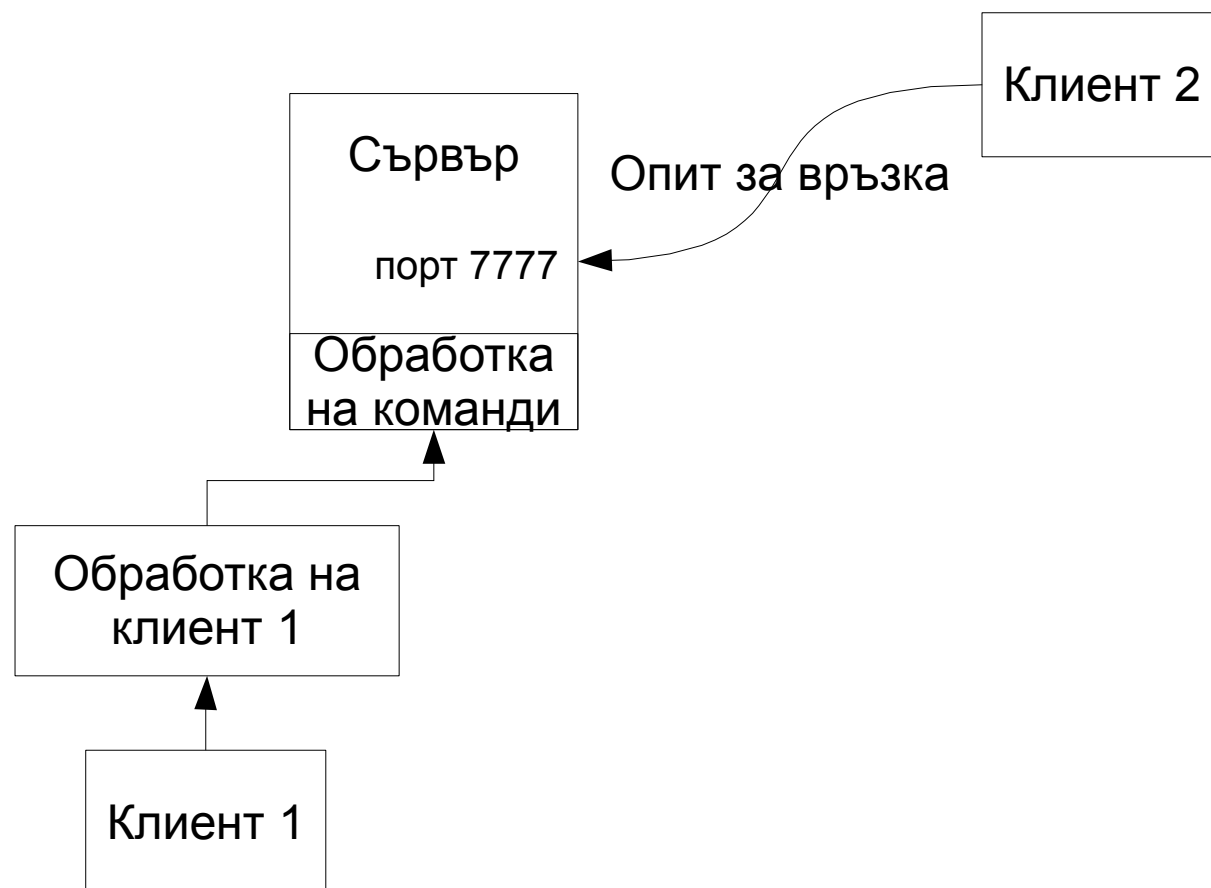 Клиент 2
Сървър
Опит за връзка
порт 7777
Обработка
на команди
Обработка на
клиент 1
Клиент 1